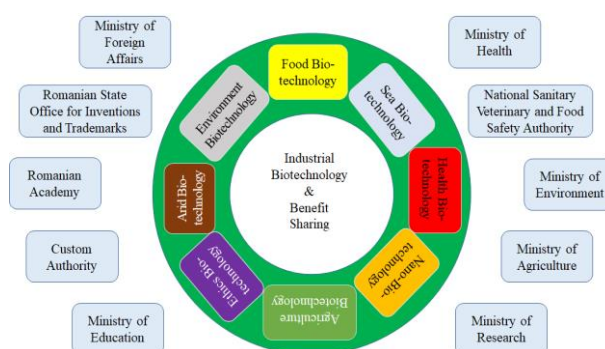 Ministry of
Foreign
Affairs
Ministry of
Health
Romanian State
Office for Inventions
and Trademarks
National Sanitary
Veterinary and Food
Safety Authority
Romanian
Academy
Ministry of
Environment
Custom
Authority
Ministry of
Agriculture
Ministry of
Education
Ministry of
Research
Food Bio-
technology
Sea Bio-
technology
Health Bio-
technology
Nano-Bio-
technology
Agriculture
Biotechnology
Ethics Bio-
technology
Arid Bio-
technology
Environment
Biotechnology
Industrial
Biotechnology
&
Benefit
Sharing